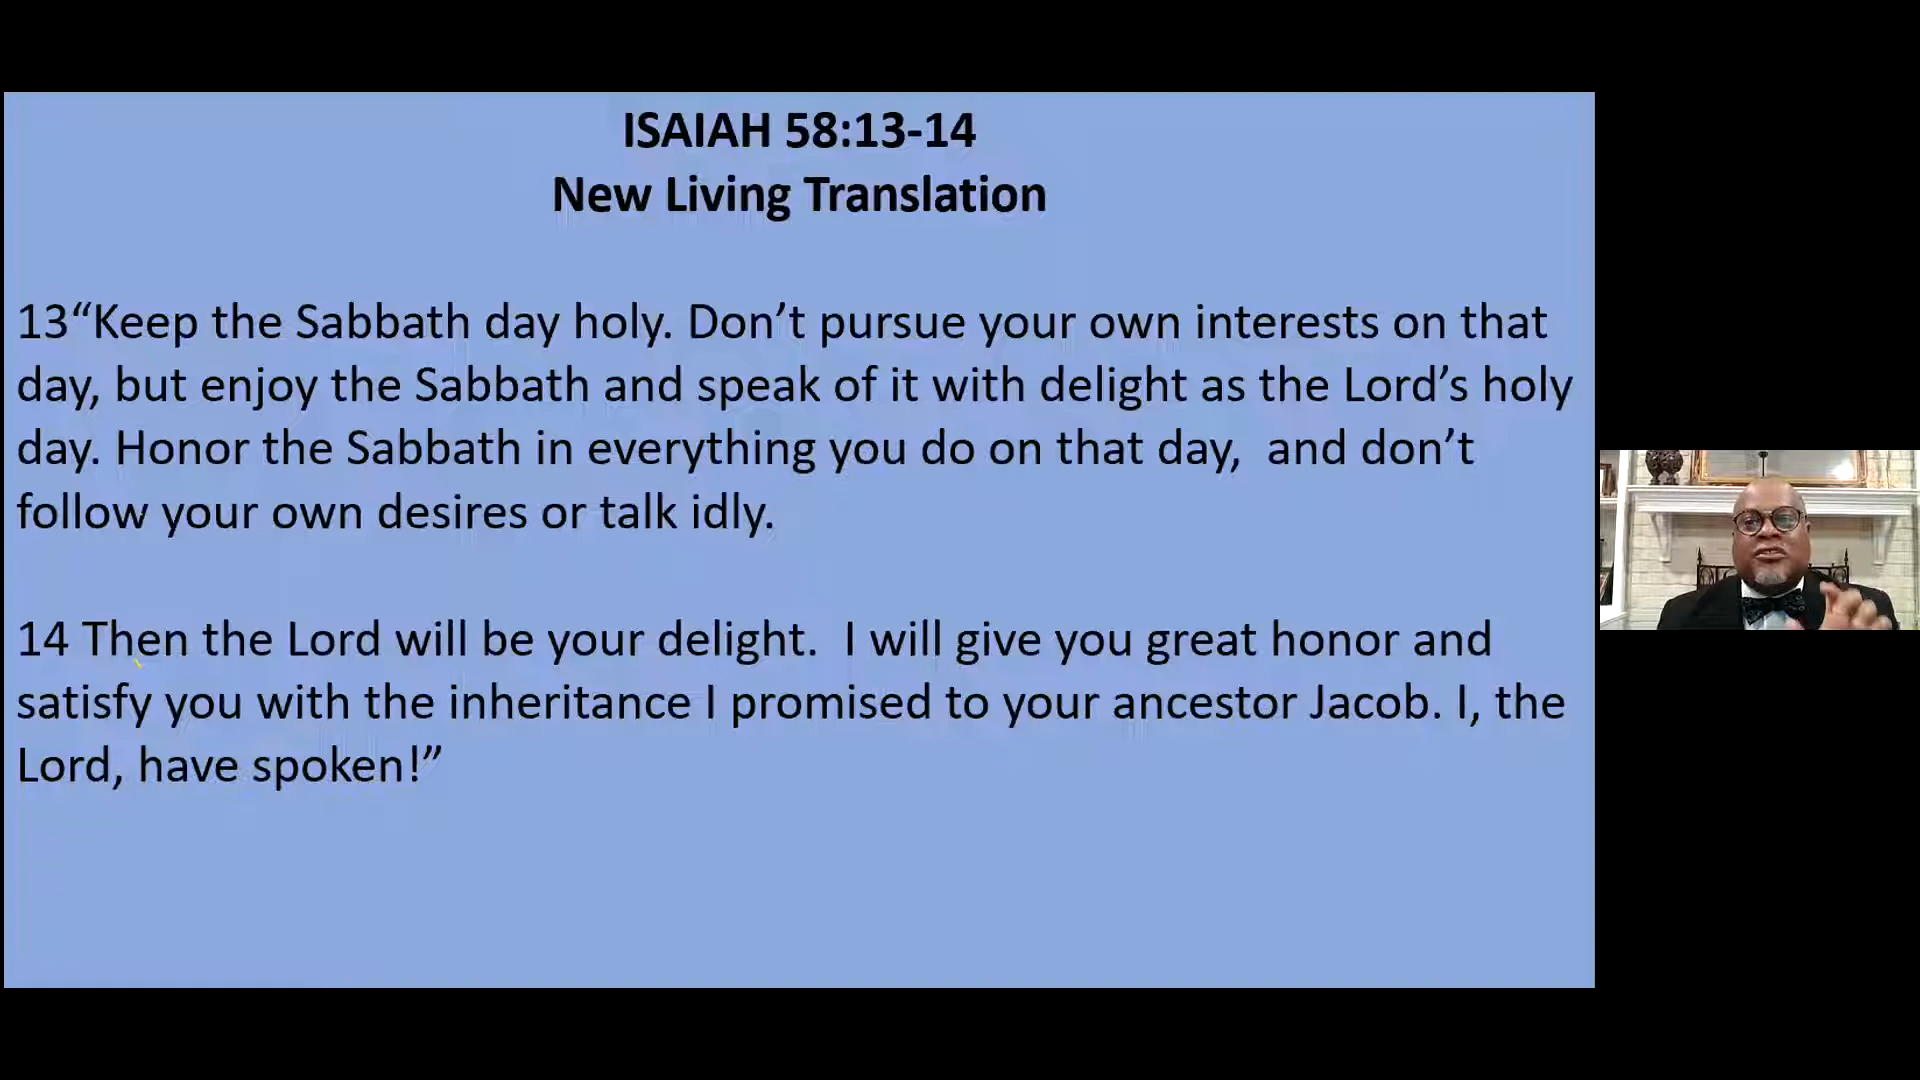 ISAIAH 58:13-14
New Living Translation
13“Keep the Sabbath day holy. Don’t pursue your own interests on that
day, but enjoy the Sabbath and speak of it with delight as the Lord’s holy
day. Honor the Sabbath in everything you do on that day,  and don’t
follow your own desires or talk idly.
14 Then the Lord will be your delight.  I will give you great honor and
satisfy you with the inheritance I promised to your ancestor Jacob. I, the
Lord, have spoken!”